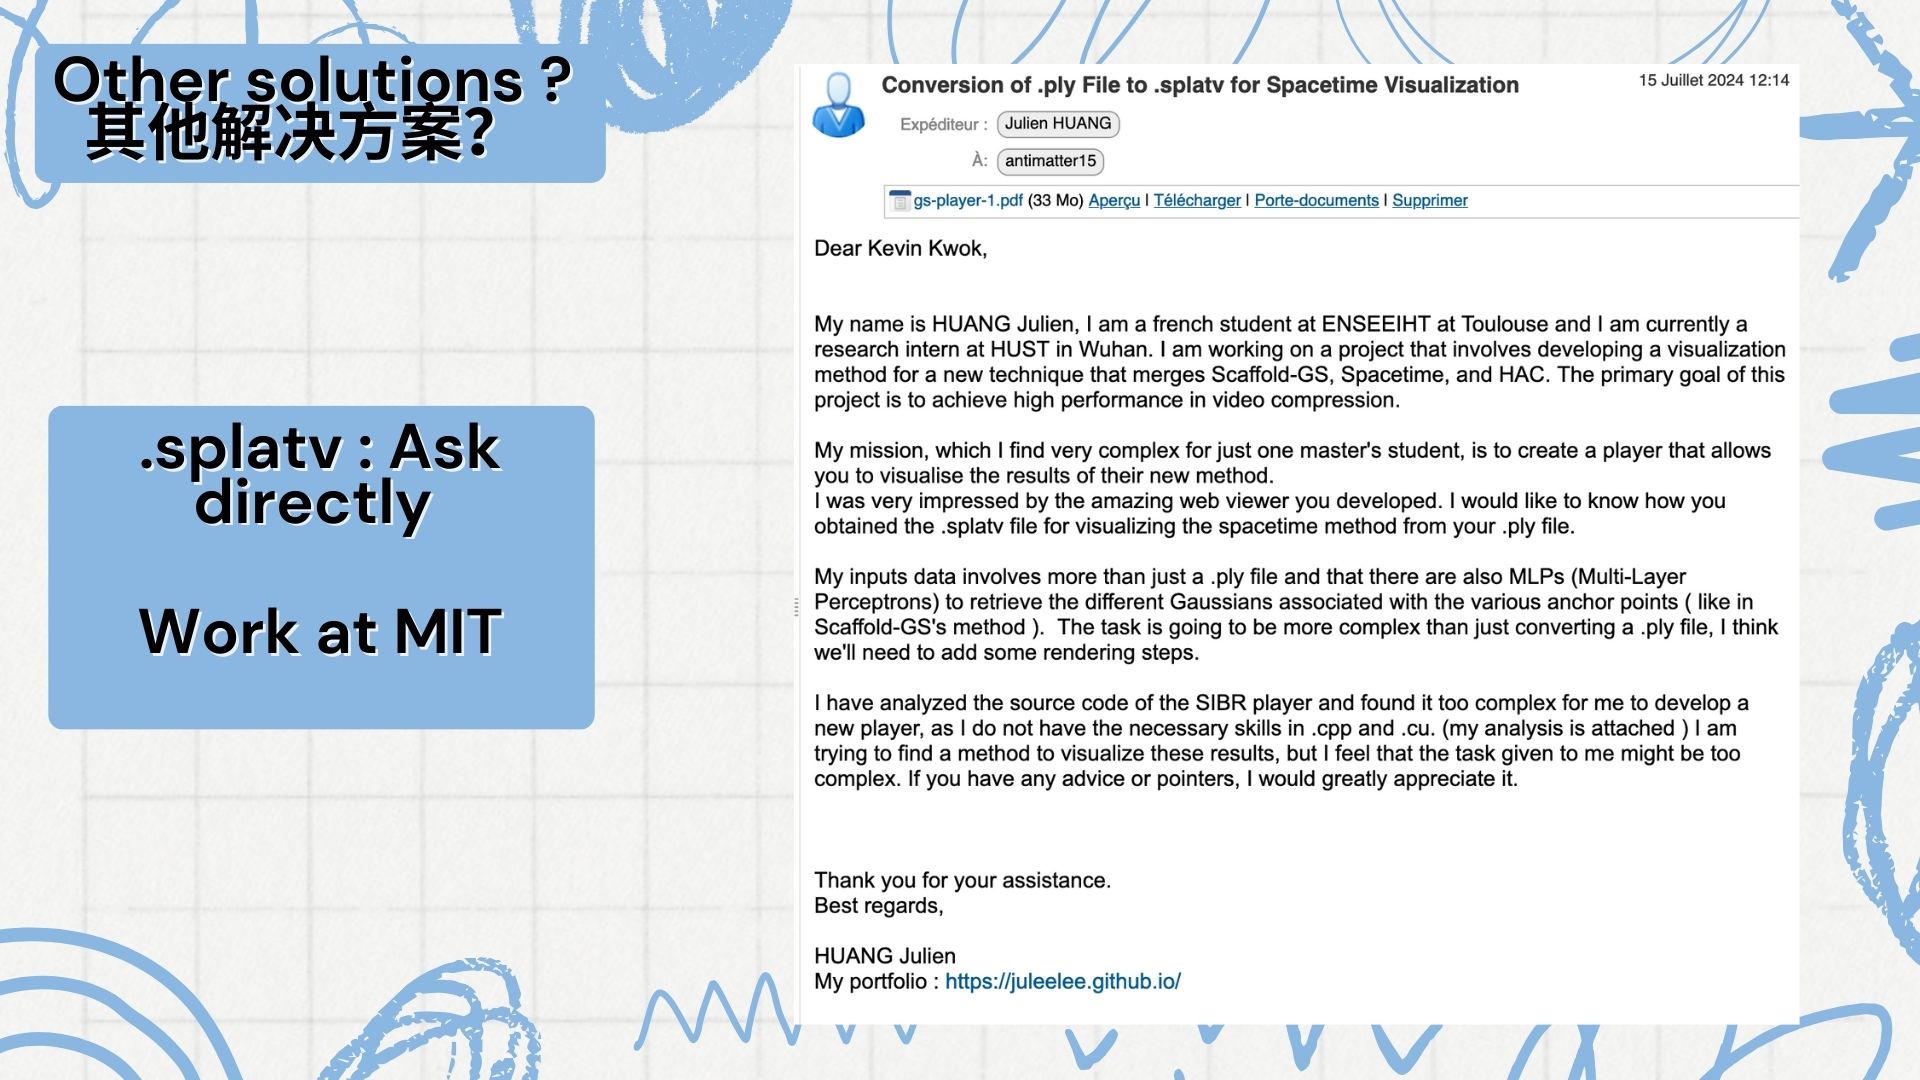 Other solutions ?
其他解决方案？
.splatv : Ask
directly
Work at MIT
Conversion of .ply File to .splatv for Spacetime Visualization
15 Juillet 2024 12:14
Expéditeur : Julien HUANG
À: antimatter15
gs-player-1.pdf (33 Mo) Aperçu | Télécharger | Porte-documents | Supprimer
Dear Kevin Kwok,
My name is HUANG Julien, I am a french student at ENSEEIHT at Toulouse and I am currently a
research intern at HUST in Wuhan. I am working on a project that involves developing a visualization
method for a new technique that merges Scaffold-GS, Spacetime, and HAC. The primary goal of this
project is to achieve high performance in video compression.
My mission, which I find very complex for just one master's student, is to create a player that allows
you to visualise the results of their new method.
I was very impressed by the amazing web viewer you developed. I would like to know how you
obtained the .splatv file for visualizing the spacetime method from your .ply file.
My inputs data involves more than just a .ply file and that there are also MLPs (Multi-Layer
Perceptrons) to retrieve the different Gaussians associated with the various anchor points ( like in
Scaffold-GS's method ).  The task is going to be more complex than just converting a .ply file, I think
we'll need to add some rendering steps.
I have analyzed the source code of the SIBR player and found it too complex for me to develop a
new player, as I do not have the necessary skills in .cpp and .cu. (my analysis is attached ) I am
trying to find a method to visualize these results, but I feel that the task given to me might be too
complex. If you have any advice or pointers, I would greatly appreciate it.
Thank you for your assistance.
Best regards,
HUANG Julien
My portfolio : https://juleelee.github.io/